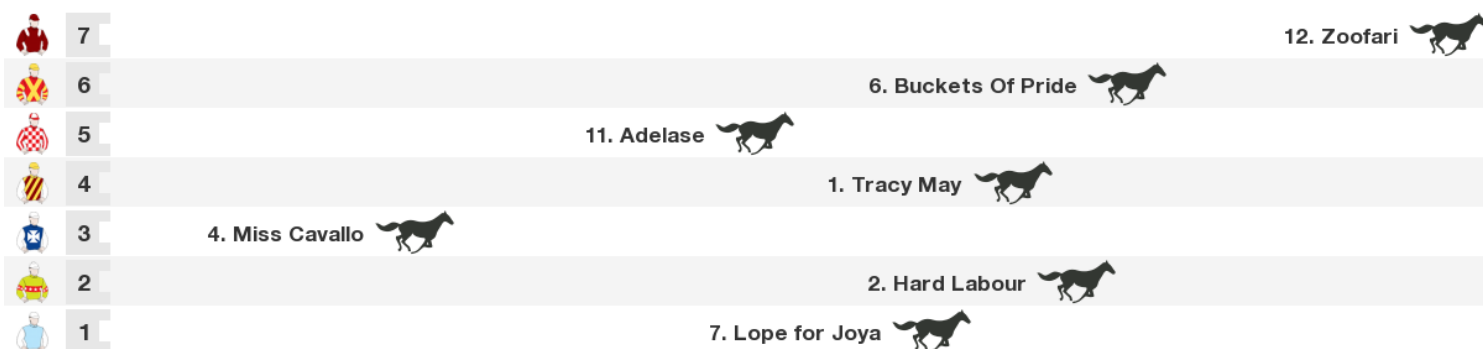 7 12. Zoofari
6 6. Buckets Of Pride
5 11. Adelase
4 1. Tracy May
3 4. Miss Cavallo
2 2. Hard Labour
1 7. Lope for Joya